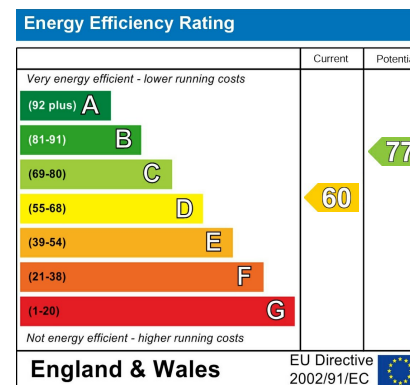 Energy Efficiency Rating
Current Potenti
Very energy efficient - lower running costs
(92 plus) A
(81-91) B
77
(69-80) C
(55-68) D
60
(39-54) E
(21-38) F
(1-20) G
Not energy efficient - higher running costs
England & Wales
EU Directive
2002/91/EC